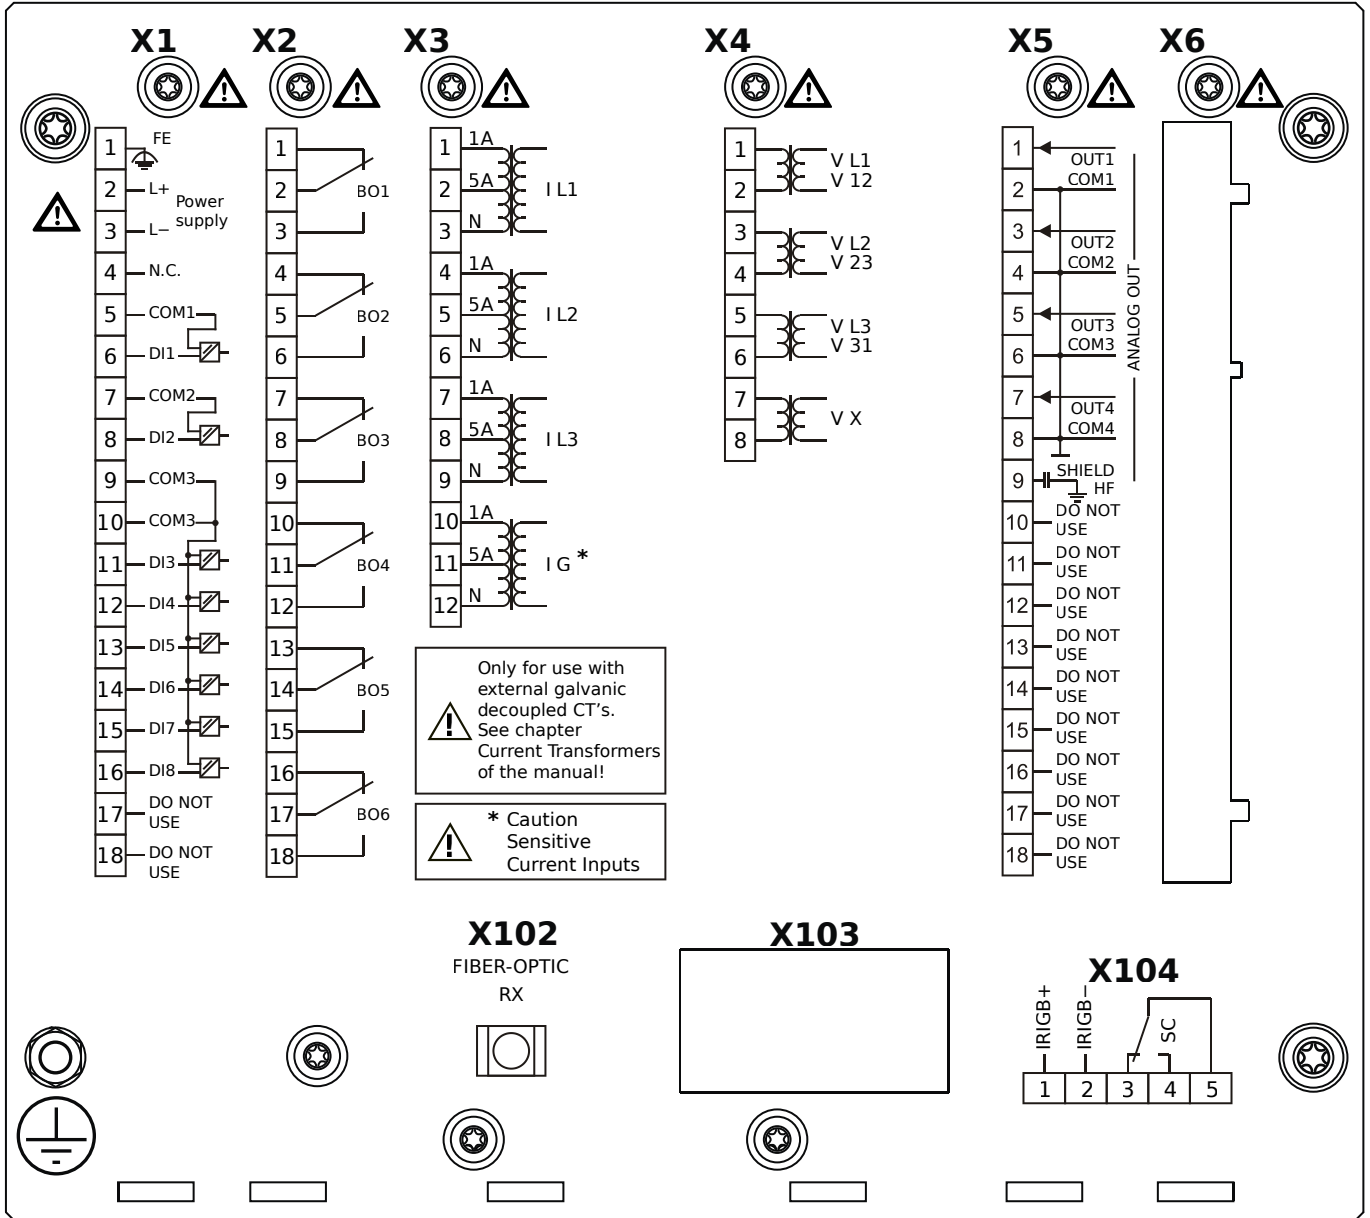 X1
1
FE
2
L+
Power
supply
3
L−
4
N.C.
5
COM1
6
DI1
7
COM2
8
DI2
9
COM3
10
COM3
11
DI3
12
DI4
13
DI5
14
DI6
15
DI7
16
DI8
17
DO NOT
USE
18
DO NOT
USE
X2
1
2
BO1
3
4
5
BO2
6
7
8
BO3
9
10
11
BO4
12
13
14
BO5
15
16
17
BO6
18
X3
1
1A
2
5A
I L1
3
N
4
1A
5
5A
I L2
6
N
7
1A
8
5A
I L3
9
N
10
1A
11
5A
I G *
12
N
Only for use with
external galvanic
decoupled CT's.
See chapter
Current Transformers
of the manual!
* Caution
Sensitive
Current Inputs
X4
1
V L1
2
V 12
3
V L2
4
V 23
5
V L3
6
V 31
7
V X
8
X5
1
OUT1
2
COM1
3
OUT2
4
COM2
5
OUT3
6
COM3
7
OUT4
8
COM4
ANALOG OUT
9
SHIELD
HF
10
DO NOT
USE
11
DO NOT
USE
12
DO NOT
USE
13
DO NOT
USE
14
DO NOT
USE
15
DO NOT
USE
16
DO NOT
USE
17
DO NOT
USE
18
DO NOT
USE
X6
X102
FIBER-OPTIC
RX
X103
X104
IRIGB+
IRIGB−
SC
1 2 3 4 5